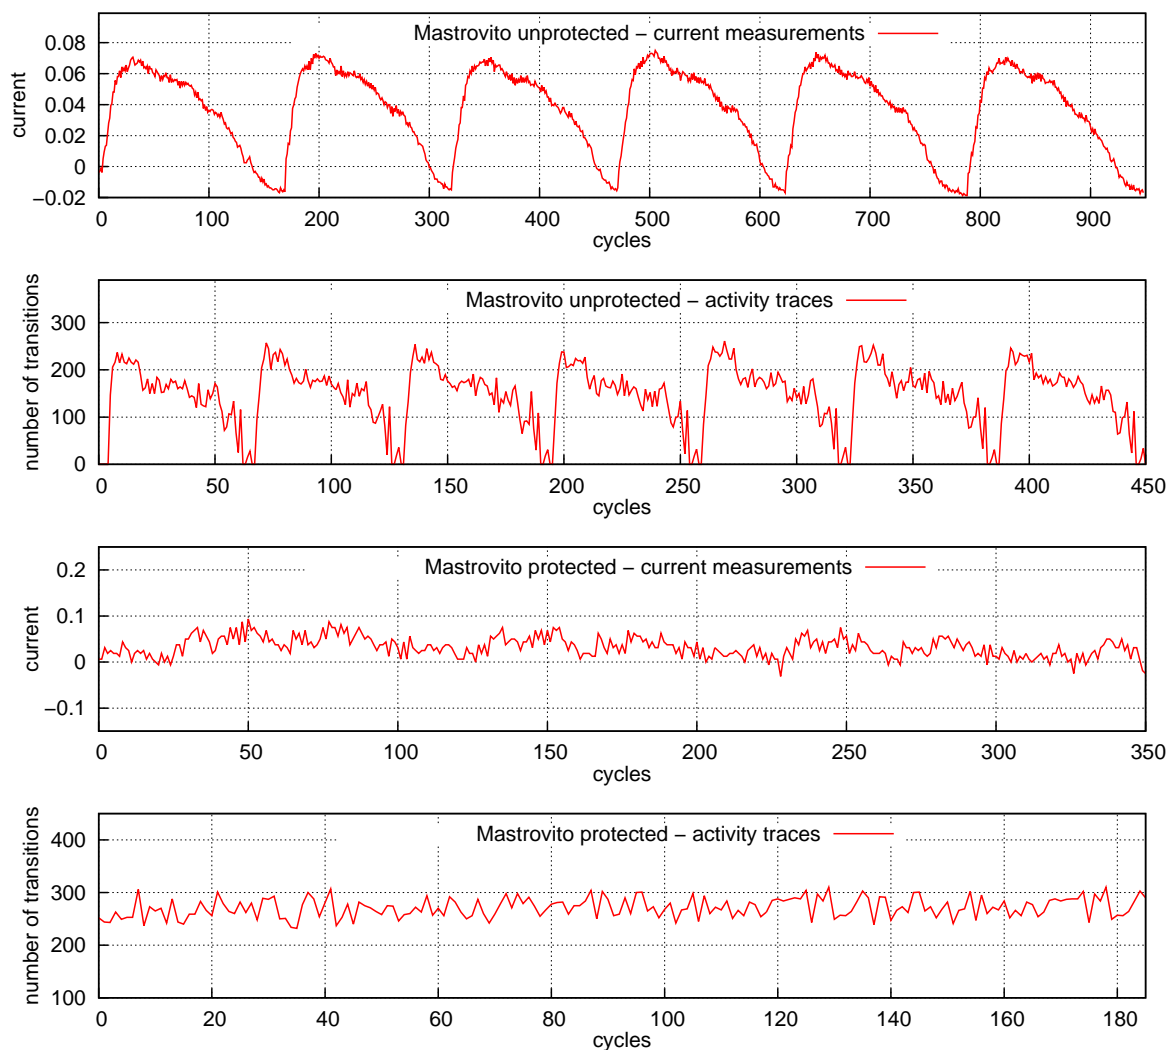 Mastrovito unprotected – current measurements
current
0.08
0.06
0.04
0.02
0
−0.02
0 100 200 300 400 500 600 700 800 900
cycles
Mastrovito unprotected – activity traces
number of transitions
300
200
100
0
0 50 100 150 200 250 300 350 400 450
cycles
Mastrovito protected – current measurements
current
0.2
0.1
0
−0.1
0 50 100 150 200 250 300 350
cycles
Mastrovito protected – activity traces
number of transitions
400
300
200
100
0 20 40 60 80 100 120 140 160 180
cycles